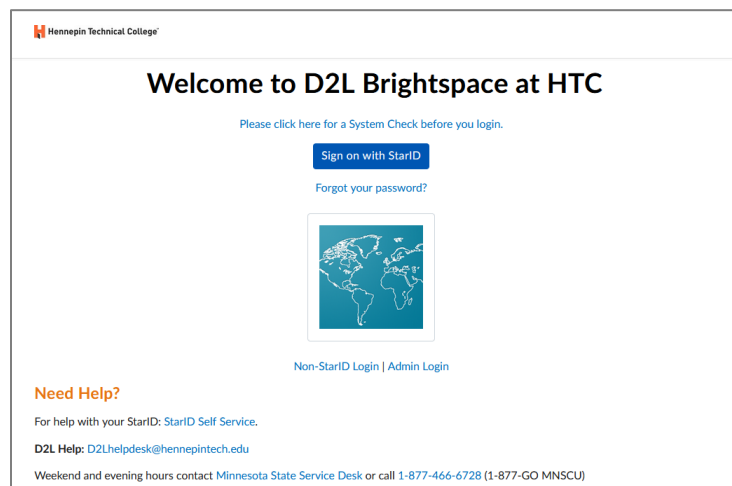 Hennepin Technical College
Welcome to D2L Brightspace at HTC
Please click here for a System Check before you login.
Sign on with StarID
Forgot your password?
Non-StarID Login | Admin Login
Need Help?
For help with your StarID: StarID Self Service.
D2L Help: D2Lhelpdesk@hennepintech.edu
Weekend and evening hours contact Minnesota State Service Desk or call 1-877-466-6728 (1-877-GO MNSCU)